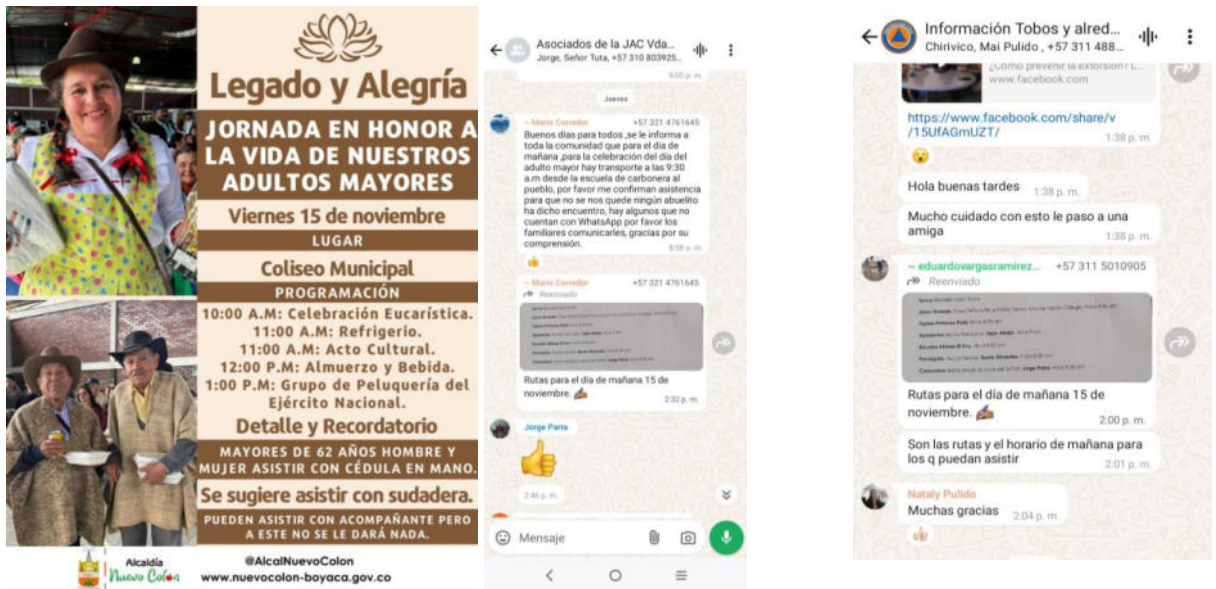 Legado y Alegría
JORNADA EN HONOR A
LA VIDA DE NUESTROS
ADULTOS MAYORES
Viernes 15 de noviembre
LUGAR
Coliseo Municipal
PROGRAMACIÓN
10:00 A.M: Celebración Eucarística.
11:00 A.M: Refrigerio.
11:00 A.M: Acto Cultural.
12:00 P.M: Almuerzo y Bebida.
1:00 P.M: Grupo de Peluquería del
Ejército Nacional.
Detalle y Recordatorio
MAYORES DE 62 AÑOS HOMBRE Y
MUJER ASISTIR CON CÉDULA EN MANO.
Se sugiere asistir con sudadera.
PUEDEN ASISTIR CON ACOMPAÑANTE PERO
A ESTE NO SE LE DARÁ NADA.
Alcaldía
Nuevo Colón
@AlcalNuevoColon
www.nuevocolon-boyaca.gov.co
Asociados de la JAC Vda...
Jorge, Señor Tuta, +57 310 803925...
9:05 p. m.
Jueves
~ Mario Corredor +57 321 4761645
Buenos días para todos ,se le informa a
toda la comunidad que para el día de
mañana ,para la celebración del día del
adulto mayor hay transporte a las 9:30
a.m desde la escuela de carbonera al
pueblo, por favor me confirman asistencia
para que no se nos quede ningún abuelito
ha dicho encuentro, hay algunos que no
cuentan con WhatsApp por favor los
familiares comunicarles, gracias por su
comprensión.
~ Mario Corredor +57 321 4761645
Reenviado
Rutas para el día de mañana 15 de
noviembre.
2:32 p. m.
Jorge Paris
2:46 p. m.
Mensaje
Información Tobos y alred...
Chirivico, Mai Pulido , +57 311 488...
¿Cómo prevenir la extorsión? L...
www.facebook.com
https://www.facebook.com/share/v
/15UfAGmUZT/
1:38 p. m.
Hola buenas tardes 1:38 p. m.
Mucho cuidado con esto le paso a una
amiga
1:38 p. m.
~ eduardovargasramirez... +57 311 5010905
Reenviado
Rutas para el día de mañana 15 de
noviembre.
2:00 p. m.
Son las rutas y el horario de mañana para
los q puedan asistir
2:01 p. m.
Nataly Pulido
Muchas gracias 2:04 p. m.